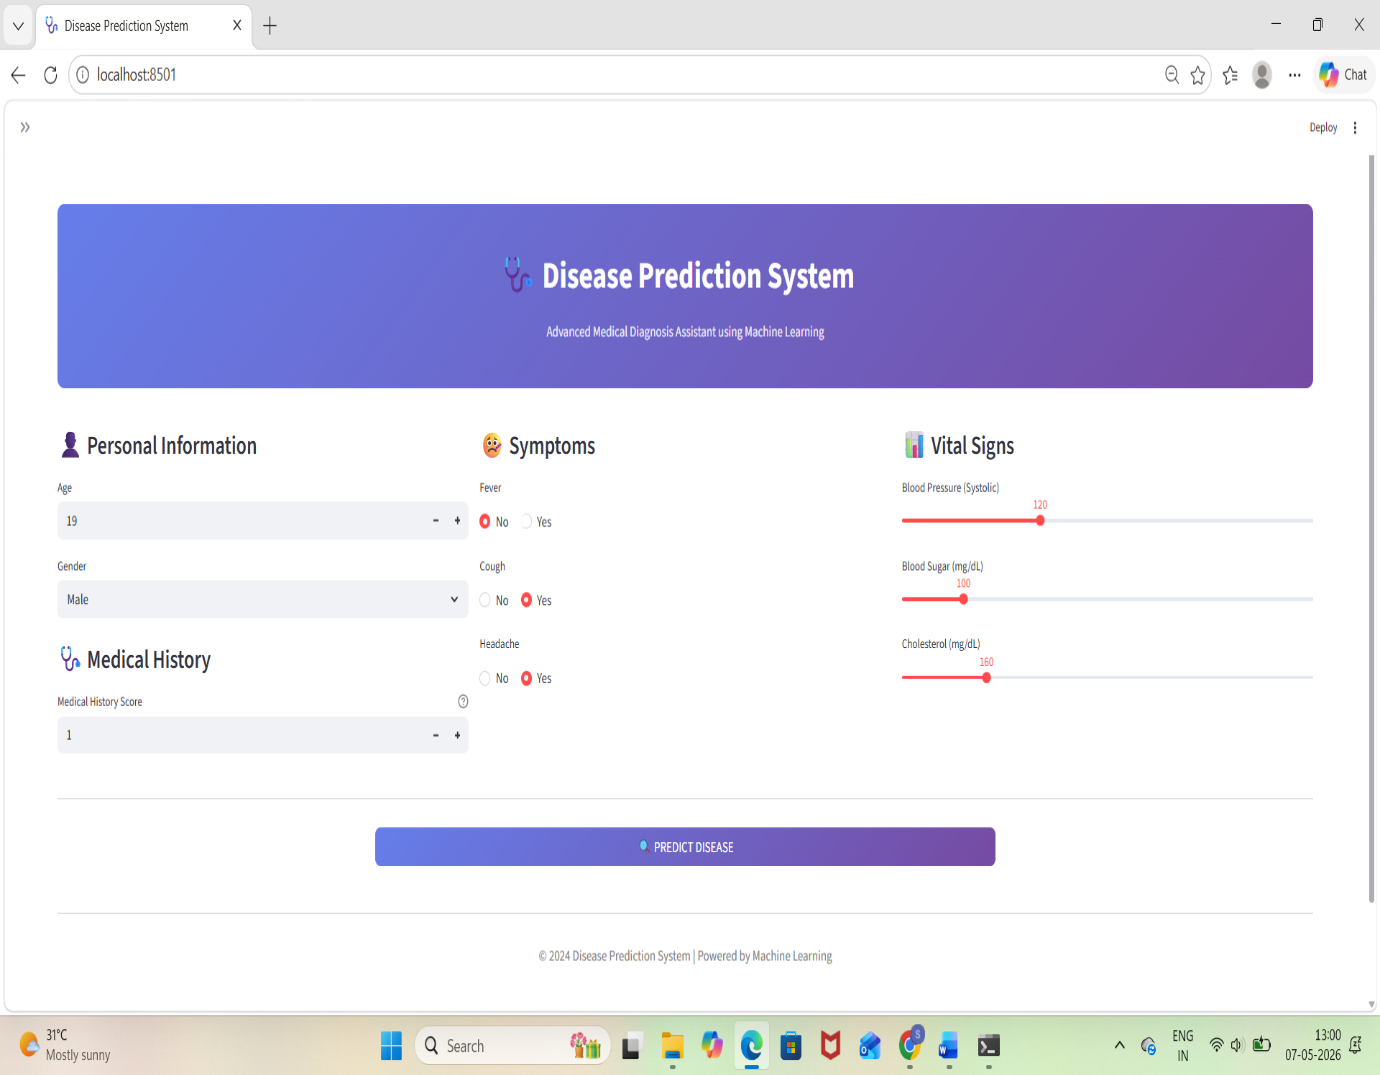 Disease Prediction System
localhost:8501
Chat
Deploy
Disease Prediction System
Advanced Medical Diagnosis Assistant using Machine Learning
Personal Information
Age
19
Gender
Male
Medical History
Medical History Score
1
Symptoms
Fever
No Yes
Cough
No Yes
Headache
No Yes
Vital Signs
Blood Pressure (Systolic)
120
Blood Sugar (mg/dL)
100
Cholesterol (mg/dL)
160
PREDICT DISEASE
© 2024 Disease Prediction System | Powered by Machine Learning
31°C
Mostly sunny
Search
S
ENG
IN
13:00
07-05-2026